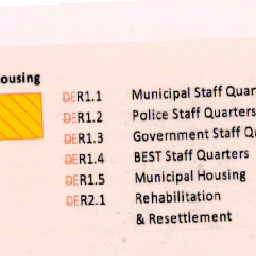 ousing
DER1.1 Municipal Staff Quar
DER1.2 Police Staff Quarters
DER1.3 Government Staff Qu
DER1.4 BEST Staff Quarters
DER1.5 Municipal Housing
DER2.1 Rehabilitation
& Resettlement